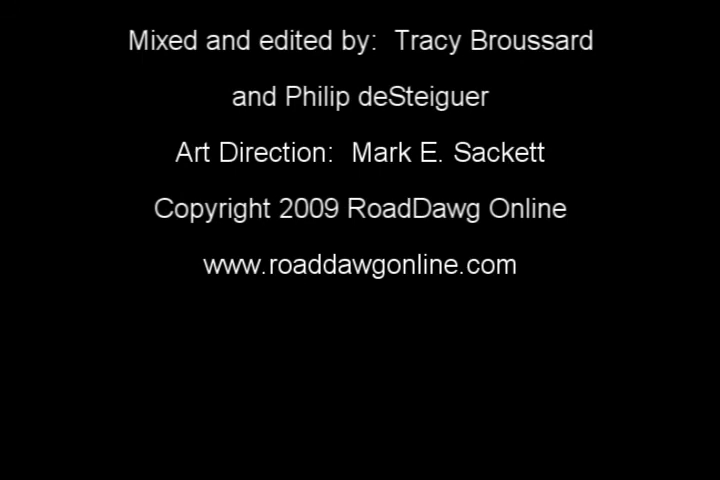 Mixed and edited by:  Tracy Broussard
and Philip deSteiguer
Art Direction:  Mark E. Sackett
Copyright 2009 RoadDawg Online
www.roaddawgonline.com